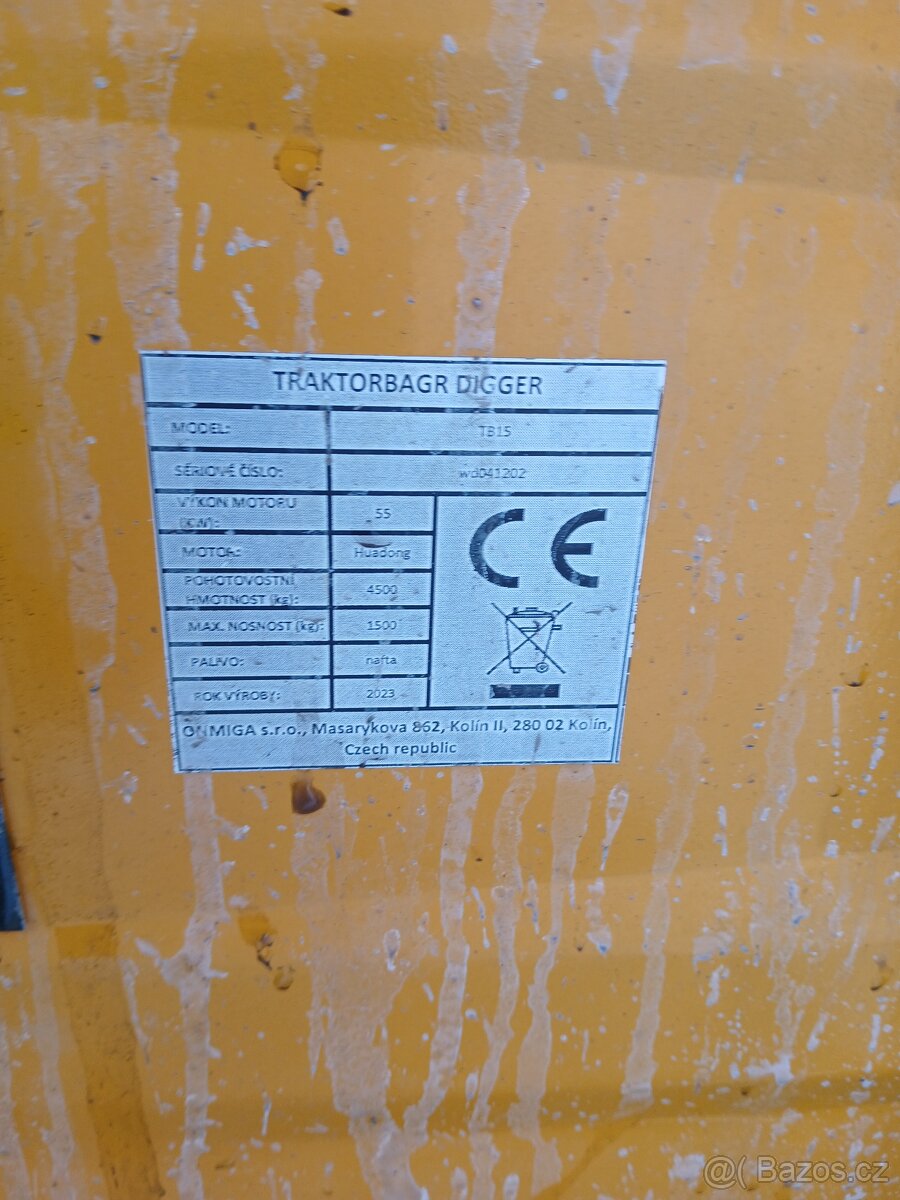 TRAKTORBAGR DIGGER
MODEL: TB15
SÉRIOVÉ ČÍSLO: wd041202
VÝKON MOTORU
(KW): 55
MOTOR: Huadong
POHOTOVOSTNÍ
HMOTNOST (kg): 4500
MAX. NOSNOST (kg): 1500
PALIVO: nafta
ROK VÝROBY: 2023
CE
ONMIGA s.r.o., Masarykova 862, Kolín II, 280 02 Kolín,
Czech republic
@( Bazos.cz